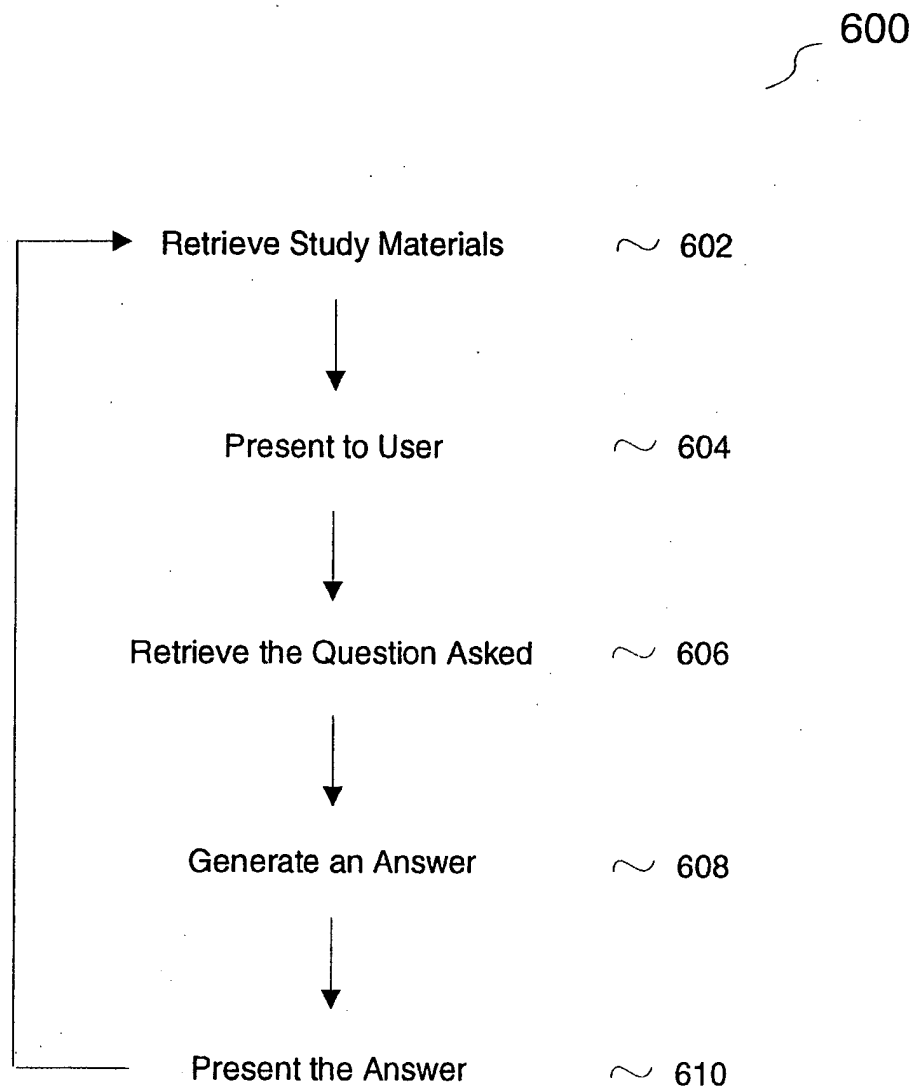 600
Retrieve Study Materials 602
Present to User 604
Retrieve the Question Asked 606
Generate an Answer 608
Present the Answer 610